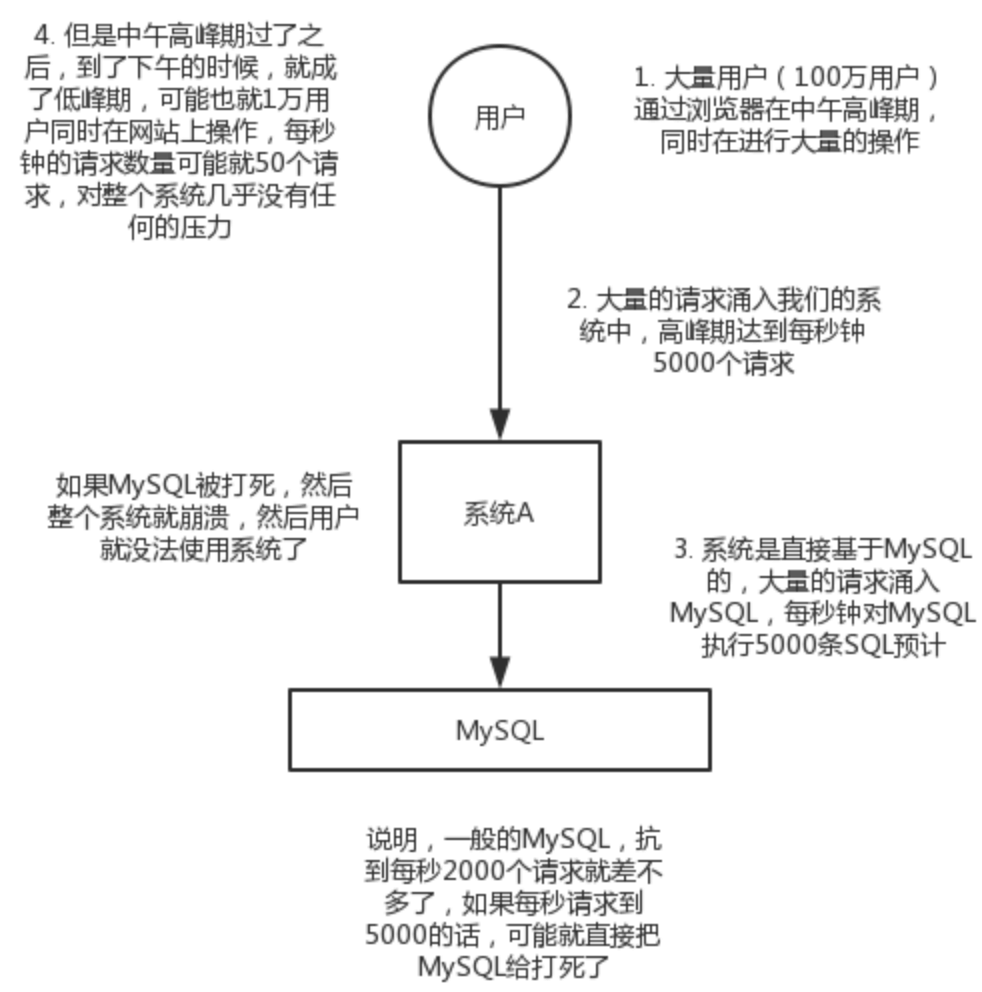 4. 但是中午高峰期过了之
后，到了下午的时候，就成
了低峰期，可能也就1万用
户同时在网站上操作，每秒
钟的请求数量可能就50个请
求，对整个系统几乎没有任
何的压力
用户
1. 大量用户（100万用户）
通过浏览器在中午高峰期，
同时在进行大量的操作
2. 大量的请求涌入我们的系
统中，高峰期达到每秒钟
5000个请求
如果MySQL被打死，然后
整个系统就崩溃，然后用户
就没法使用系统了
系统A
3. 系统是直接基于MySQL
的，大量的请求涌入
MySQL，每秒钟对MySQL
执行5000条SQL预计
MySQL
说明，一般的MySQL，抗
到每秒2000个请求就差不
多了，如果每秒请求到
5000的话，可能就直接把
MySQL给打死了